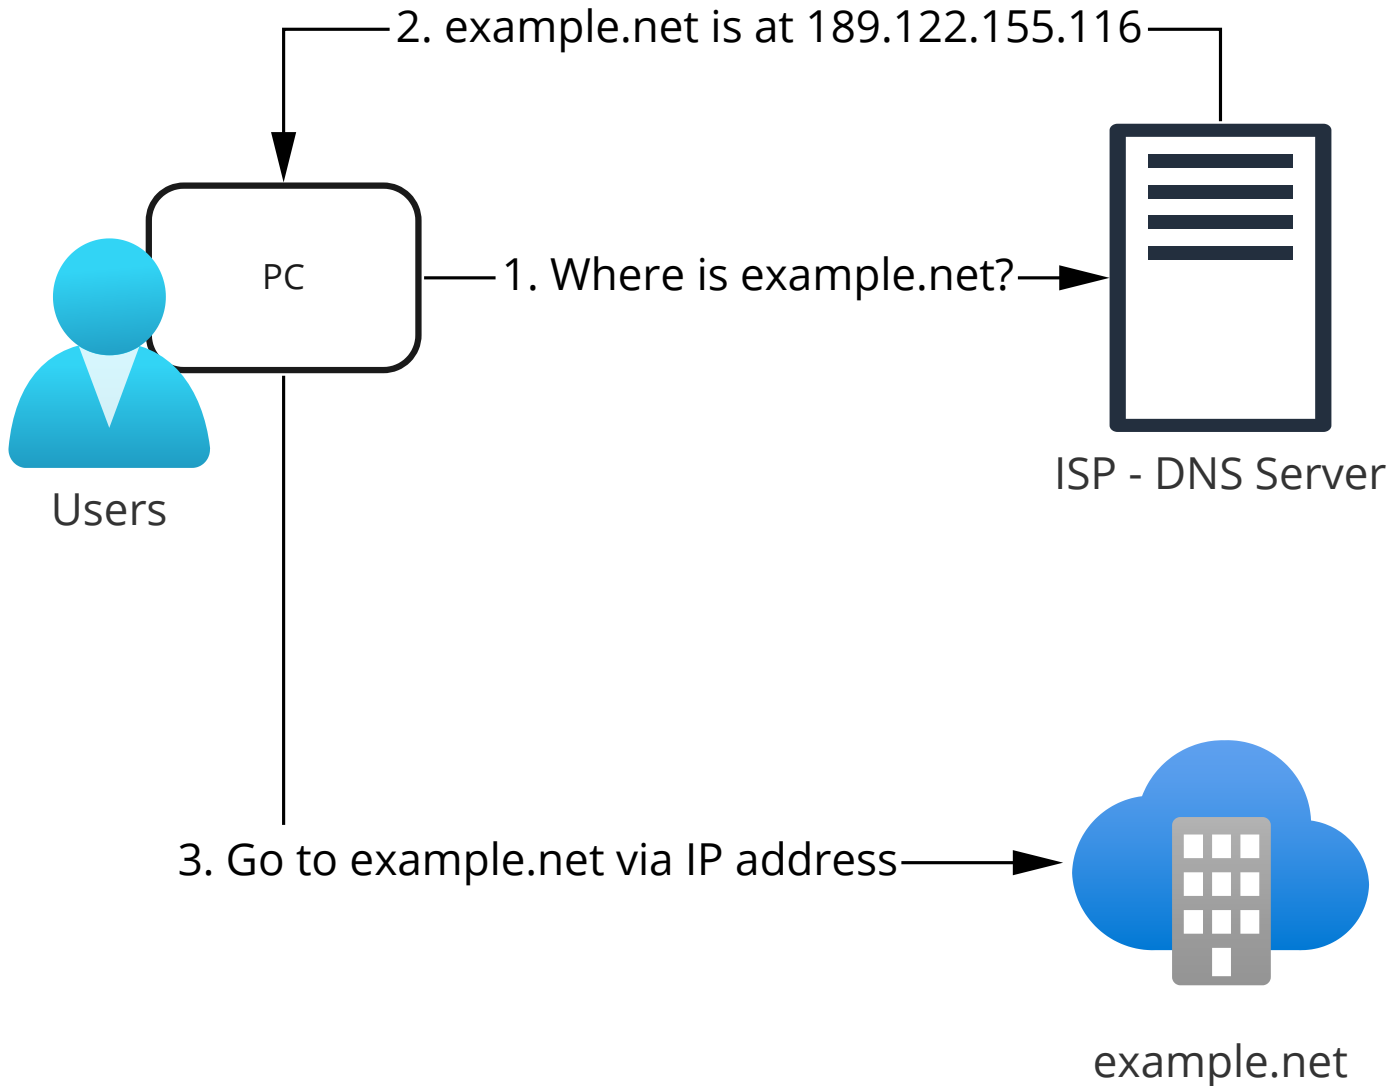 2. example.net is at 189.122.155.116
PC
1. Where is example.net?
ISP - DNS Server
Users
3. Go to example.net via IP address
example.net